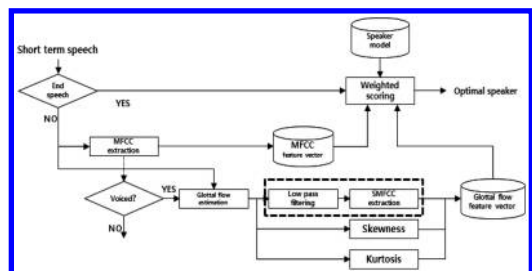 Speaker
model
Short term speech
End
speech
YES
Weighted
scoring
Optimal speaker
NO
MFCC
extraction
MFCC
feature vector
Voiced?
YES
Glottal flow
estimation
Low pass
filtering
SMFCC
extraction
Glottal flow
feature vector
NO
Skewness
Kurtosis